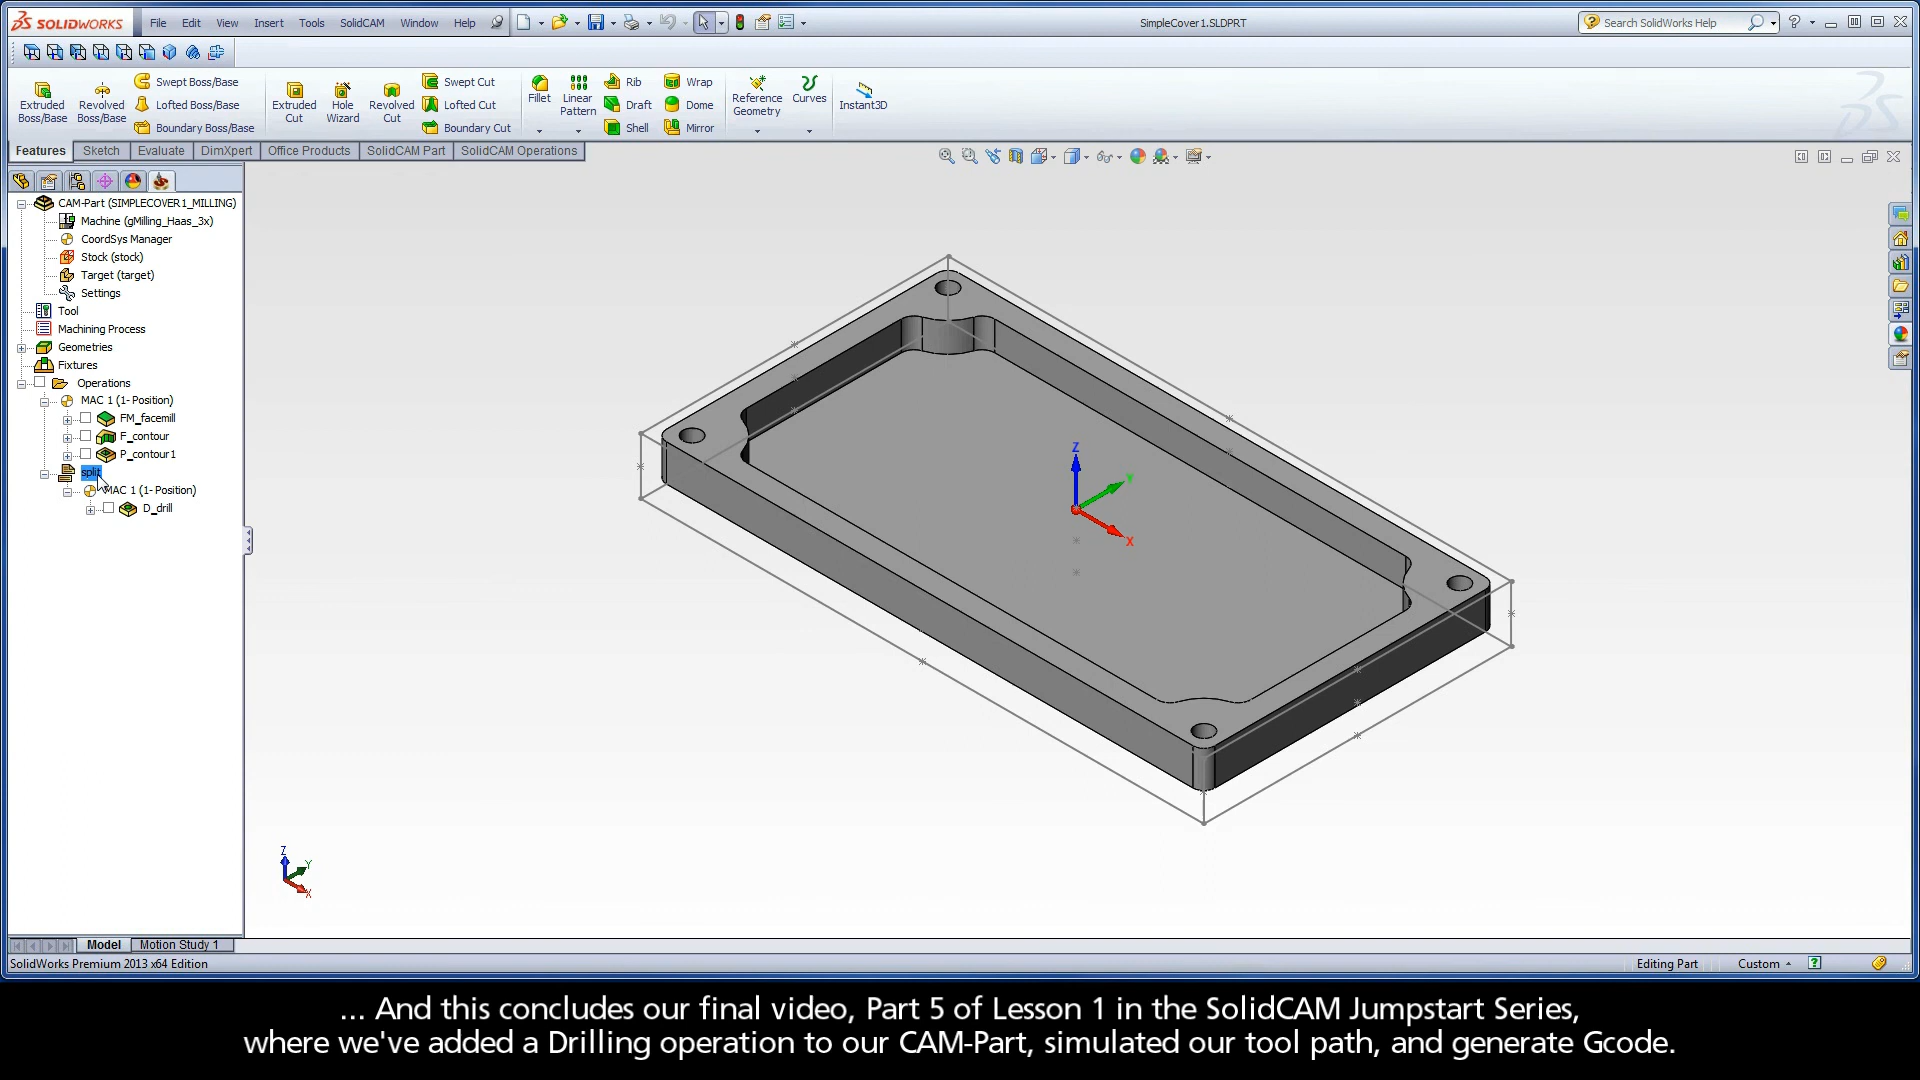 SOLIDWORKS File Edit View Insert Tools SolidCAM Window Help SimpleCover1.SLDPRT Search SolidWorks Help
Extruded Boss/Base
Revolved Boss/Base
Swept Boss/Base
Lofted Boss/Base
Boundary Boss/Base
Extruded Cut
Hole Wizard
Revolved Cut
Swept Cut
Lofted Cut
Boundary Cut
Fillet
Linear Pattern
Rib
Draft
Shell
Wrap
Dome
Mirror
Reference Geometry
Curves
Instant3D
Features Sketch Evaluate DimXpert Office Products SolidCAM Part SolidCAM Operations
CAM-Part (SIMPLECOVER1_MILLING)
Machine (gMilling_Haas_3x)
CoordSys Manager
Stock (stock)
Target (target)
Settings
Tool
Machining Process
Geometries
Fixtures
Operations
MAC 1 (1- Position)
FM_facemill
F_contour
P_contour1
split
MAC 1 (1- Position)
D_drill
Z
Y
X
Z
Y
X
Model Motion Study 1
SolidWorks Premium 2013 x64 Edition Editing Part Custom
... And this concludes our final video, Part 5 of Lesson 1 in the SolidCAM Jumpstart Series,
where we've added a Drilling operation to our CAM-Part, simulated our tool path, and generate Gcode.